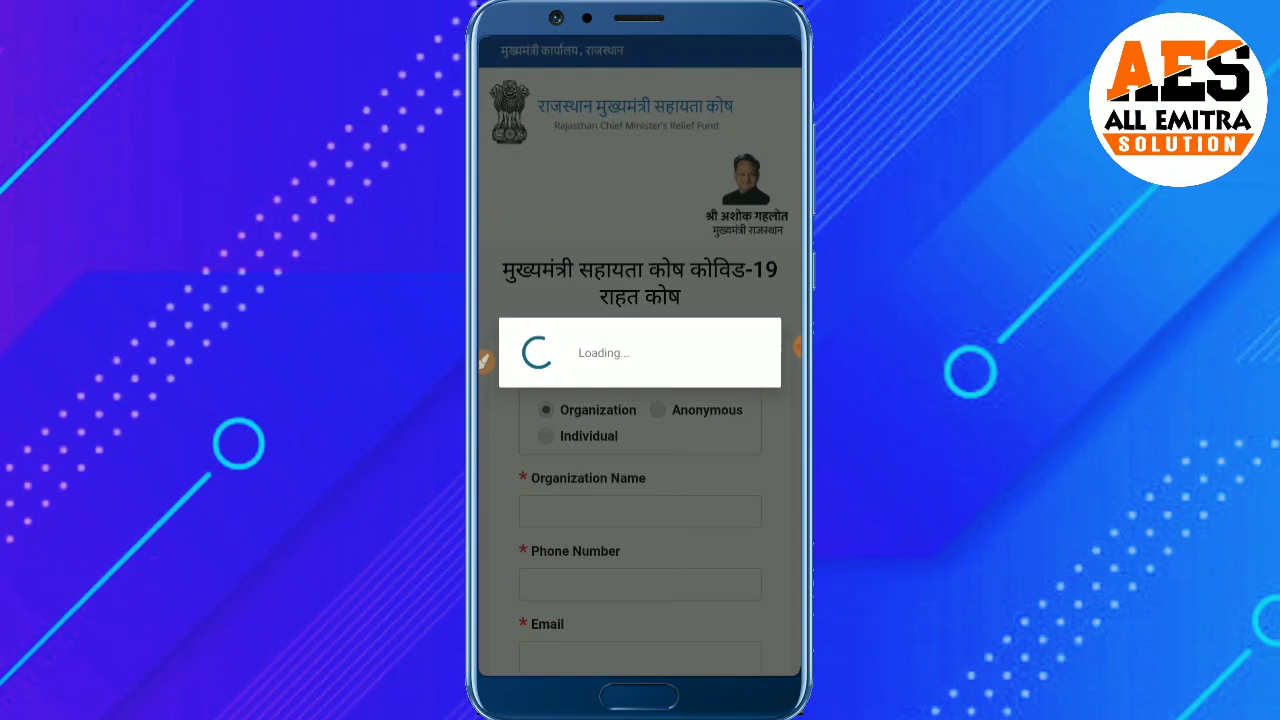 मुख्यमंत्री कार्यालय, राजस्थान
राजस्थान मुख्यमंत्री सहायता कोष
Rajasthan Chief Minister's Relief Fund
श्री अशोक गहलोत
मुख्यमंत्री राजस्थान
मुख्यमंत्री सहायता कोष कोविड-19
राहत कोष
Loading...
Organization Anonymous
Individual
* Organization Name
* Phone Number
* Email
AES
ALL EMITRA
SOLUTION